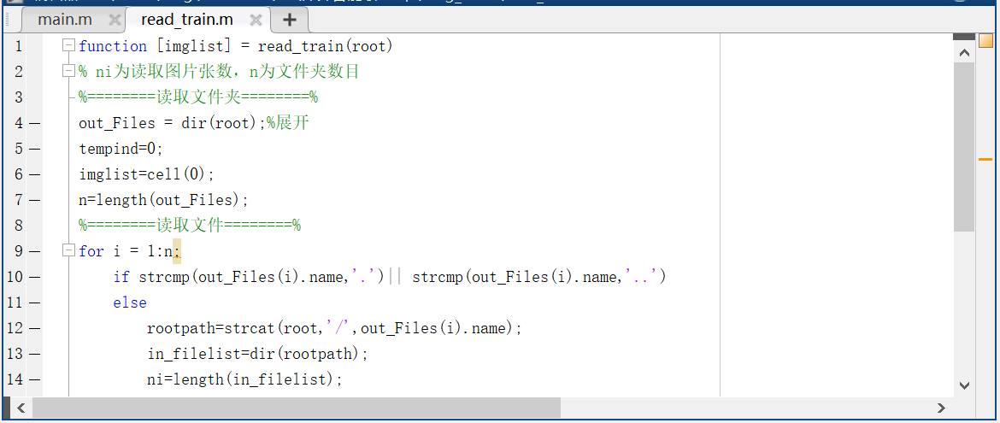 main.m read_train.m
1 function [imglist] = read_train(root)
2 % ni为读取图片张数，n为文件夹数目
3 %========读取文件夹========%
4 out_Files = dir(root);%展开
5 tempind=0;
6 imglist=cell(0);
7 n=length(out_Files);
8 %========读取文件========%
9 for i = 1:n;
10 if strcmp(out_Files(i).name,'.')|| strcmp(out_Files(i).name,'..')
11 else
12 rootpath=strcat(root,'/',out_Files(i).name);
13 in_filelist=dir(rootpath);
14 ni=length(in_filelist);